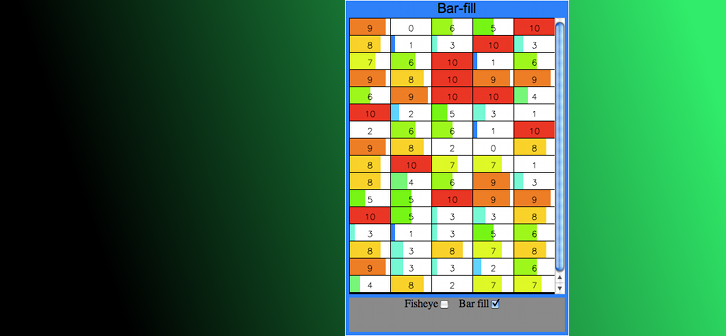 Bar-fill
9 0 6 5 10
8 1 3 10 3
7 6 10 1 6
9 8 10 9 9
6 9 10 10 4
10 2 5 3 1
2 6 6 1 10
9 8 2 0 8
8 10 7 7 1
8 4 6 9 3
5 5 10 9 9
10 5 3 3 8
3 1 3 5 6
8 3 8 7 8
9 3 3 2 6
4 8 2 7 7
Fisheye Bar fill